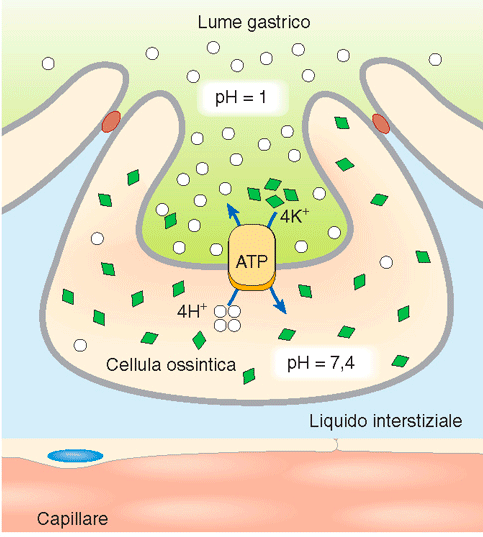 Lume gastrico
pH = 1
4K⁺
ATP
4H⁺
Cellula ossintica
pH = 7,4
Liquido interstiziale
Capillare